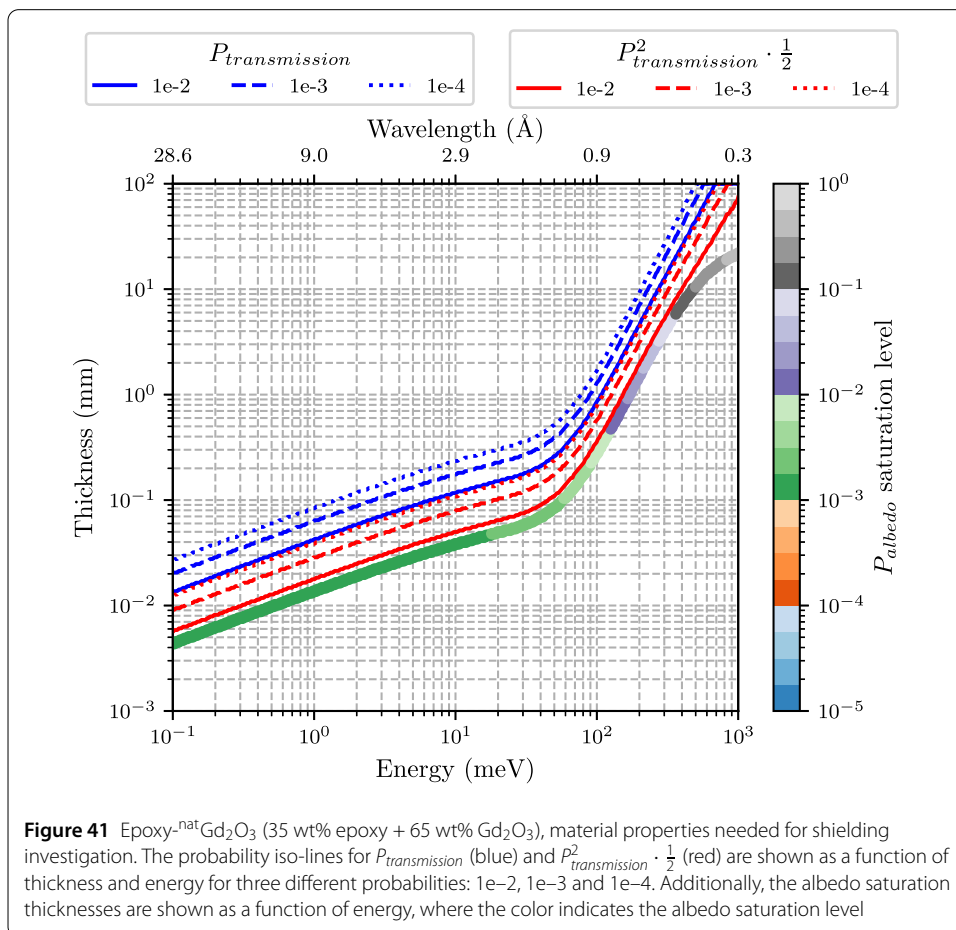 P_transmission
1e-2 1e-3 1e-4
P²_transmission · ½
1e-2 1e-3 1e-4
Wavelength (Å)
28.6 9.0 2.9 0.9 0.3
10²
10¹
10⁰
10⁻¹
10⁻²
10⁻³
Thickness (mm)
10⁻¹ 10⁰ 10¹ 10² 10³
Energy (meV)
10⁰
10⁻¹
10⁻²
10⁻³
10⁻⁴
10⁻⁵
P_albedo saturation level
Figure 41 Epoxy-ⁿᵃᵗGd₂O₃ (35 wt% epoxy + 65 wt% Gd₂O₃), material properties needed for shielding
investigation. The probability iso-lines for P_transmission (blue) and P²_transmission · ½ (red) are shown as a function of
thickness and energy for three different probabilities: 1e–2, 1e–3 and 1e–4. Additionally, the albedo saturation
thicknesses are shown as a function of energy, where the color indicates the albedo saturation level